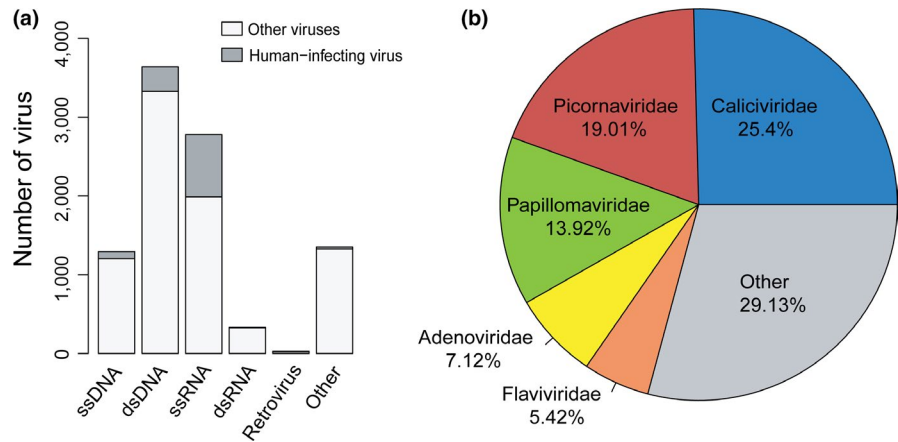 (a)
Other viruses
Human−infecting virus
Number of virus
4,000
3,000
2,000
1,000
0
ssDNA
dsDNA
ssRNA
dsRNA
Retrovirus
Other
(b)
Picornaviridae
19.01%
Caliciviridae
25.4%
Papillomaviridae
13.92%
Other
29.13%
Adenoviridae
7.12%
Flaviviridae
5.42%